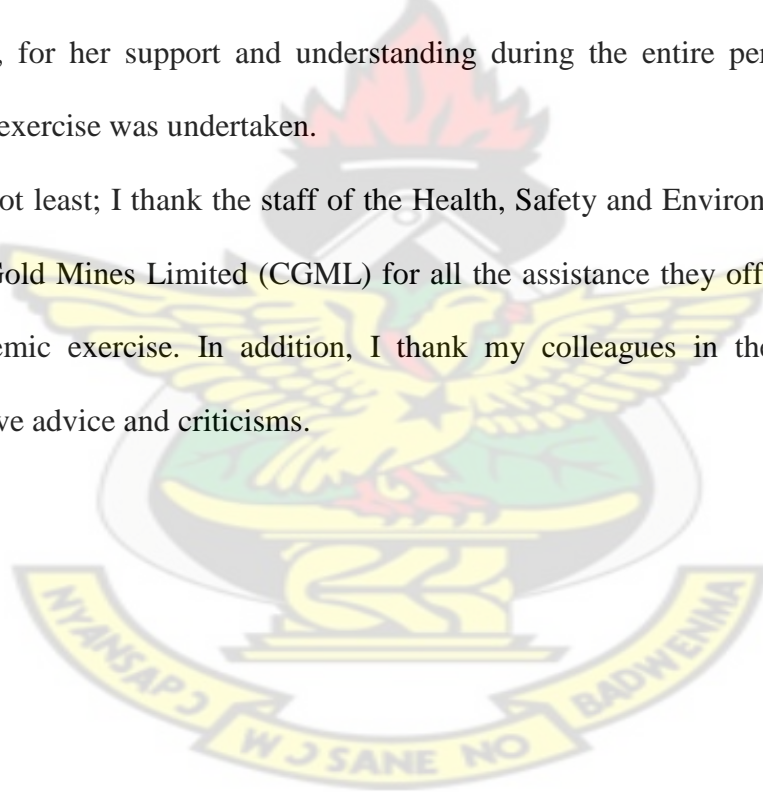 , for her support and understanding during the entire per
exercise was undertaken.
ot least; I thank the staff of the Health, Safety and Environ
Gold Mines Limited (CGML) for all the assistance they off
emic exercise. In addition, I thank my colleagues in the
ve advice and criticisms.
NYANSAPƆ
WƆSANE NO
BADWENMA